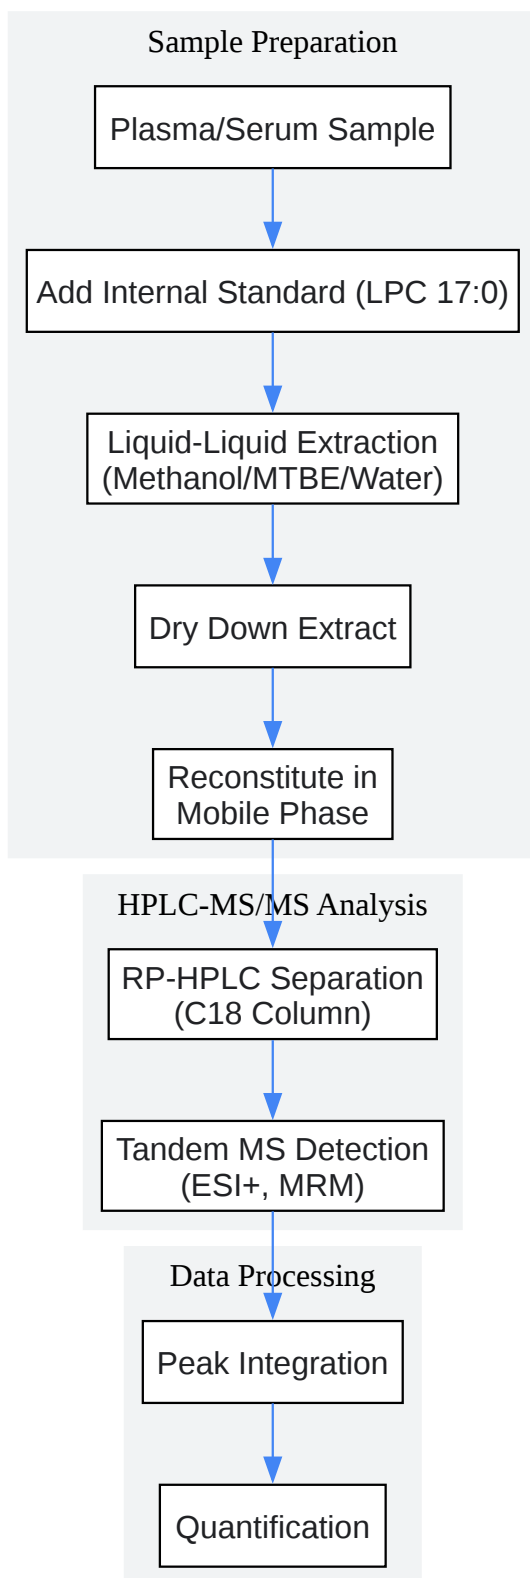 Sample Preparation
Plasma/Serum Sample
Add Internal Standard (LPC 17:0)
Liquid-Liquid Extraction
(Methanol/MTBE/Water)
Dry Down Extract
Reconstitute in
Mobile Phase
HPLC-MS/MS Analysis
RP-HPLC Separation
(C18 Column)
Tandem MS Detection
(ESI+, MRM)
Data Processing
Peak Integration
Quantification